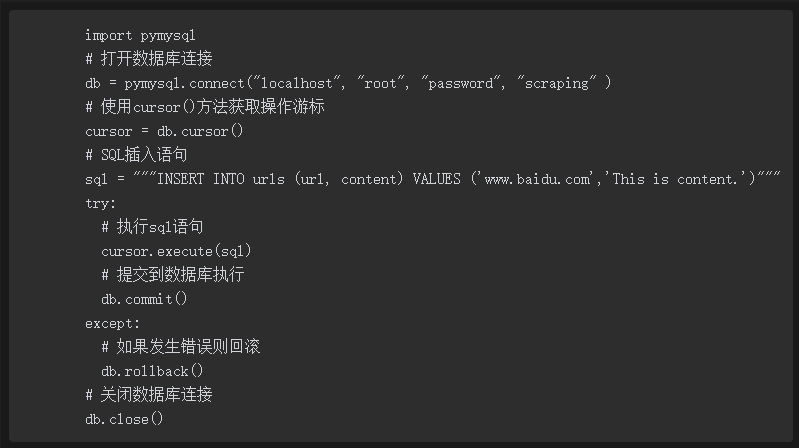 import pymysql
# 打开数据库连接
db = pymysql.connect("localhost", "root", "password", "scraping" )
# 使用cursor()方法获取操作游标
cursor = db.cursor()
# SQL插入语句
sql = """INSERT INTO urls (url, content) VALUES ('www.baidu.com','This is content.')"""
try:
  # 执行sql语句
  cursor.execute(sql)
  # 提交到数据库执行
  db.commit()
except:
  # 如果发生错误则回滚
  db.rollback()
# 关闭数据库连接
db.close()